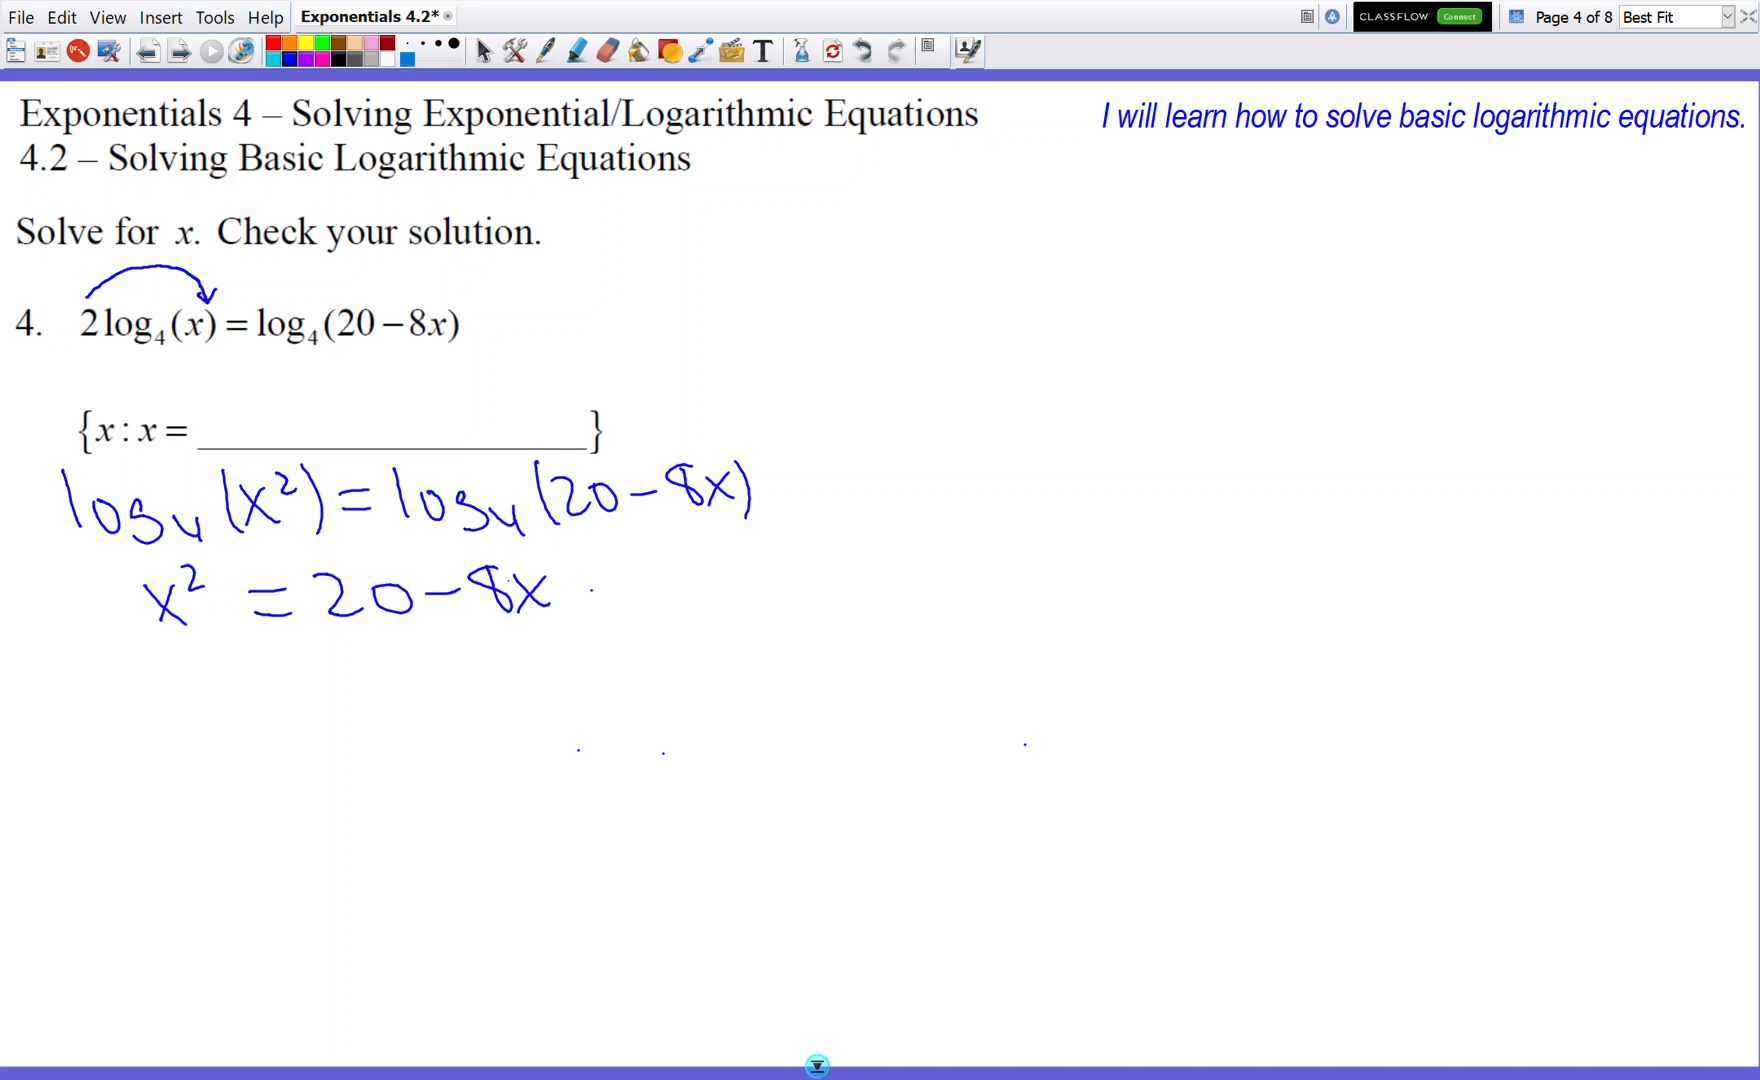 File Edit View Insert Tools Help Exponentials 4.2* CLASSFLOW Connect Page 4 of 8 Best Fit
T
Exponentials 4 – Solving Exponential/Logarithmic Equations
I will learn how to solve basic logarithmic equations.
4.2 – Solving Basic Logarithmic Equations
Solve for x. Check your solution.
4. 2log₄(x) = log₄(20 − 8x)
{x : x = ______________________________}
log₄(x²) = log₄(20 − 8x)
x² = 20 − 8x